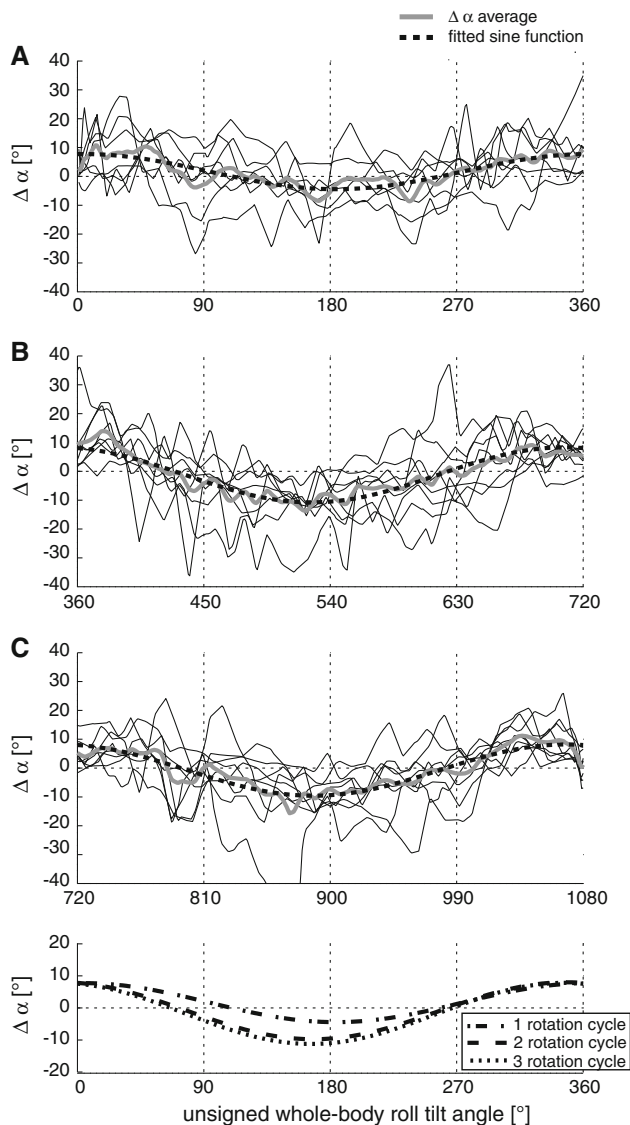 Δ α average
fitted sine function
A
40
30
20
10
0
-10
-20
-30
-40
Δ α [°]
0 90 180 270 360
B
40
30
20
10
0
-10
-20
-30
-40
Δ α [°]
360 450 540 630 720
C
40
30
20
10
0
-10
-20
-30
-40
Δ α [°]
720 810 900 990 1080
20
10
0
-10
-20
Δ α [°]
1 rotation cycle
2 rotation cycle
3 rotation cycle
0 90 180 270 360
unsigned whole-body roll tilt angle [°]